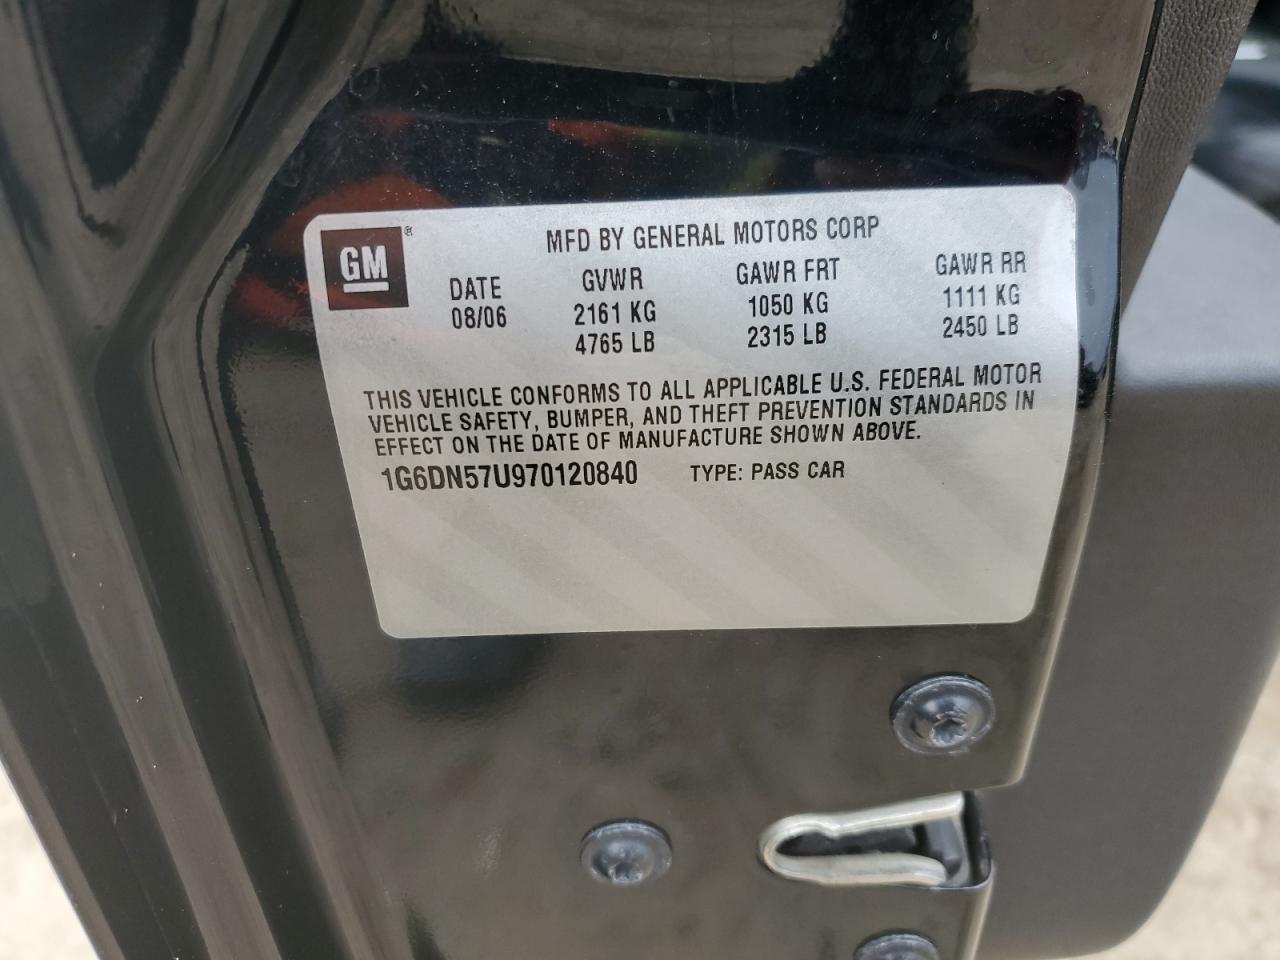 GM ®
MFD BY GENERAL MOTORS CORP
DATE GVWR GAWR FRT GAWR RR
08/06 2161 KG 1050 KG 1111 KG
4765 LB 2315 LB 2450 LB
THIS VEHICLE CONFORMS TO ALL APPLICABLE U.S. FEDERAL MOTOR
VEHICLE SAFETY, BUMPER, AND THEFT PREVENTION STANDARDS IN
EFFECT ON THE DATE OF MANUFACTURE SHOWN ABOVE.
1G6DN57U970120840 TYPE: PASS CAR